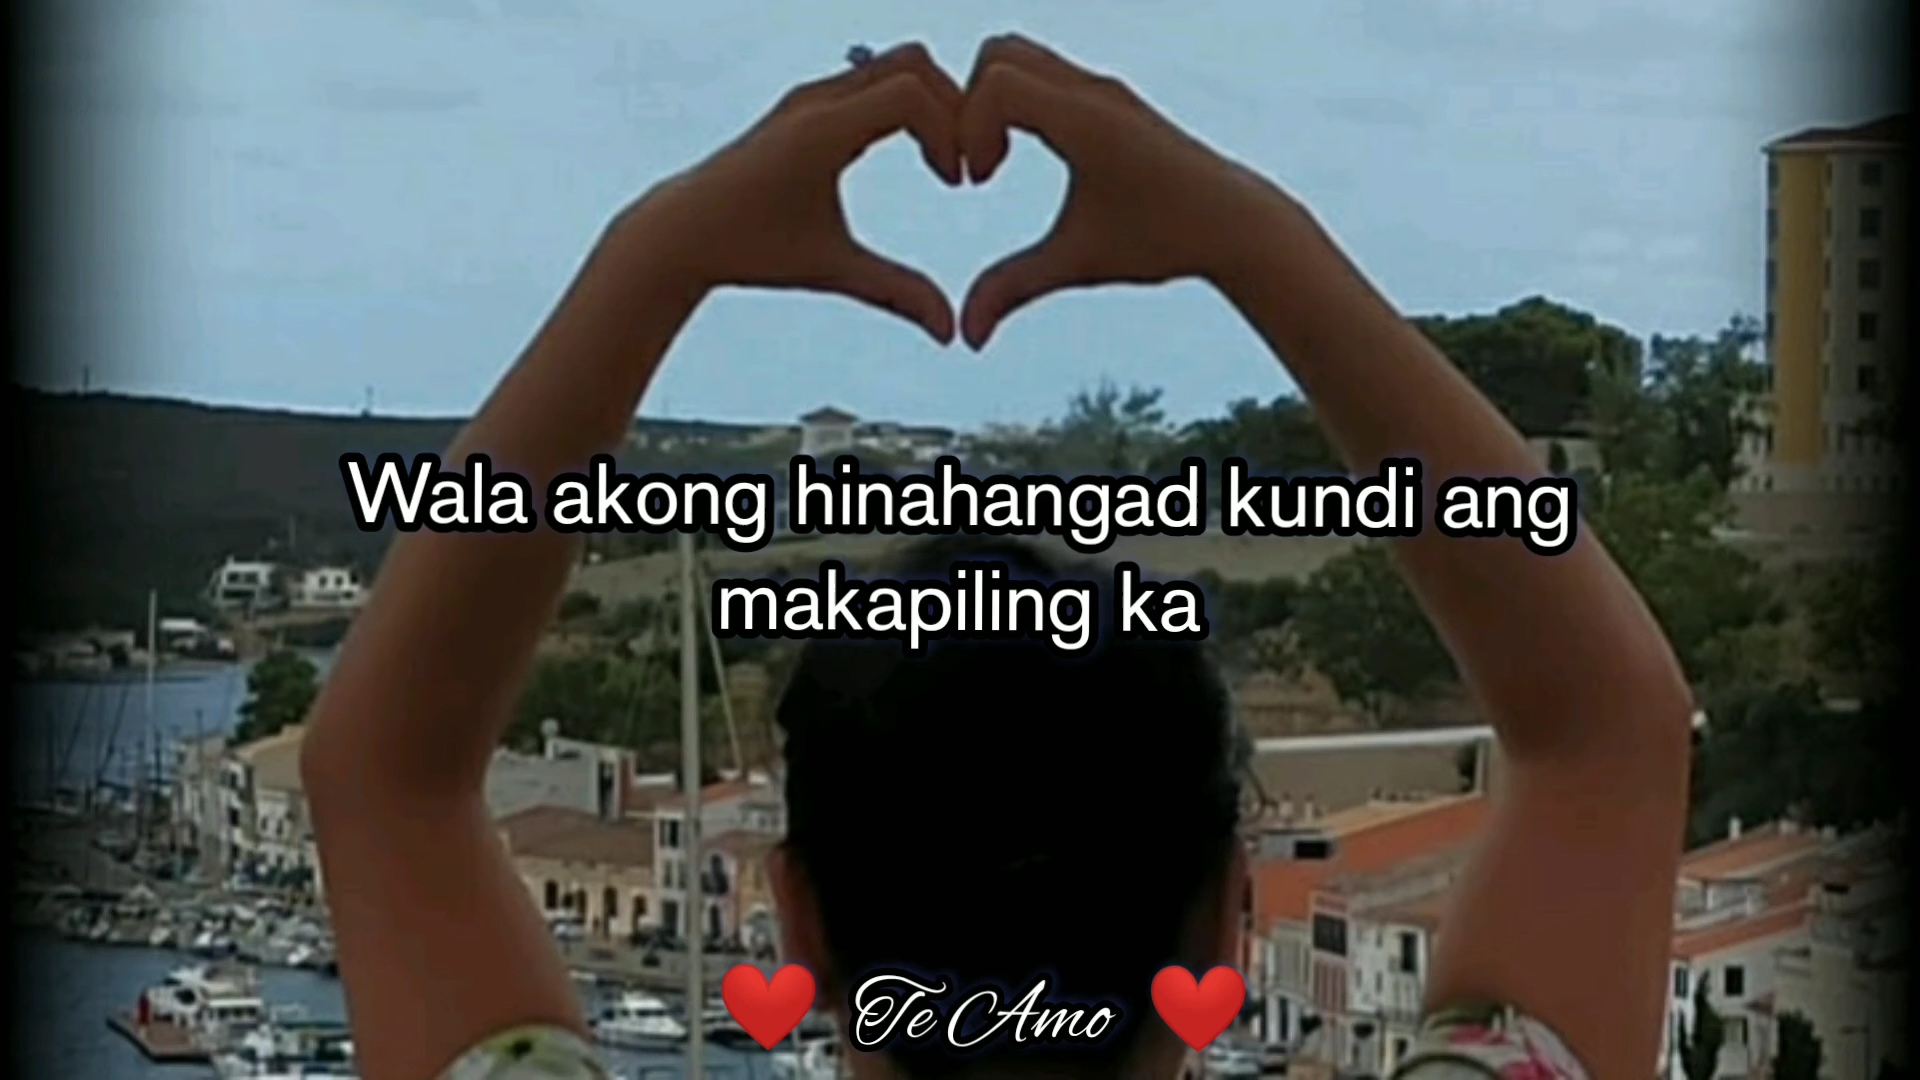 Wala akong hinahangad kundi ang
makapiling ka
❤️ Te Amo ❤️